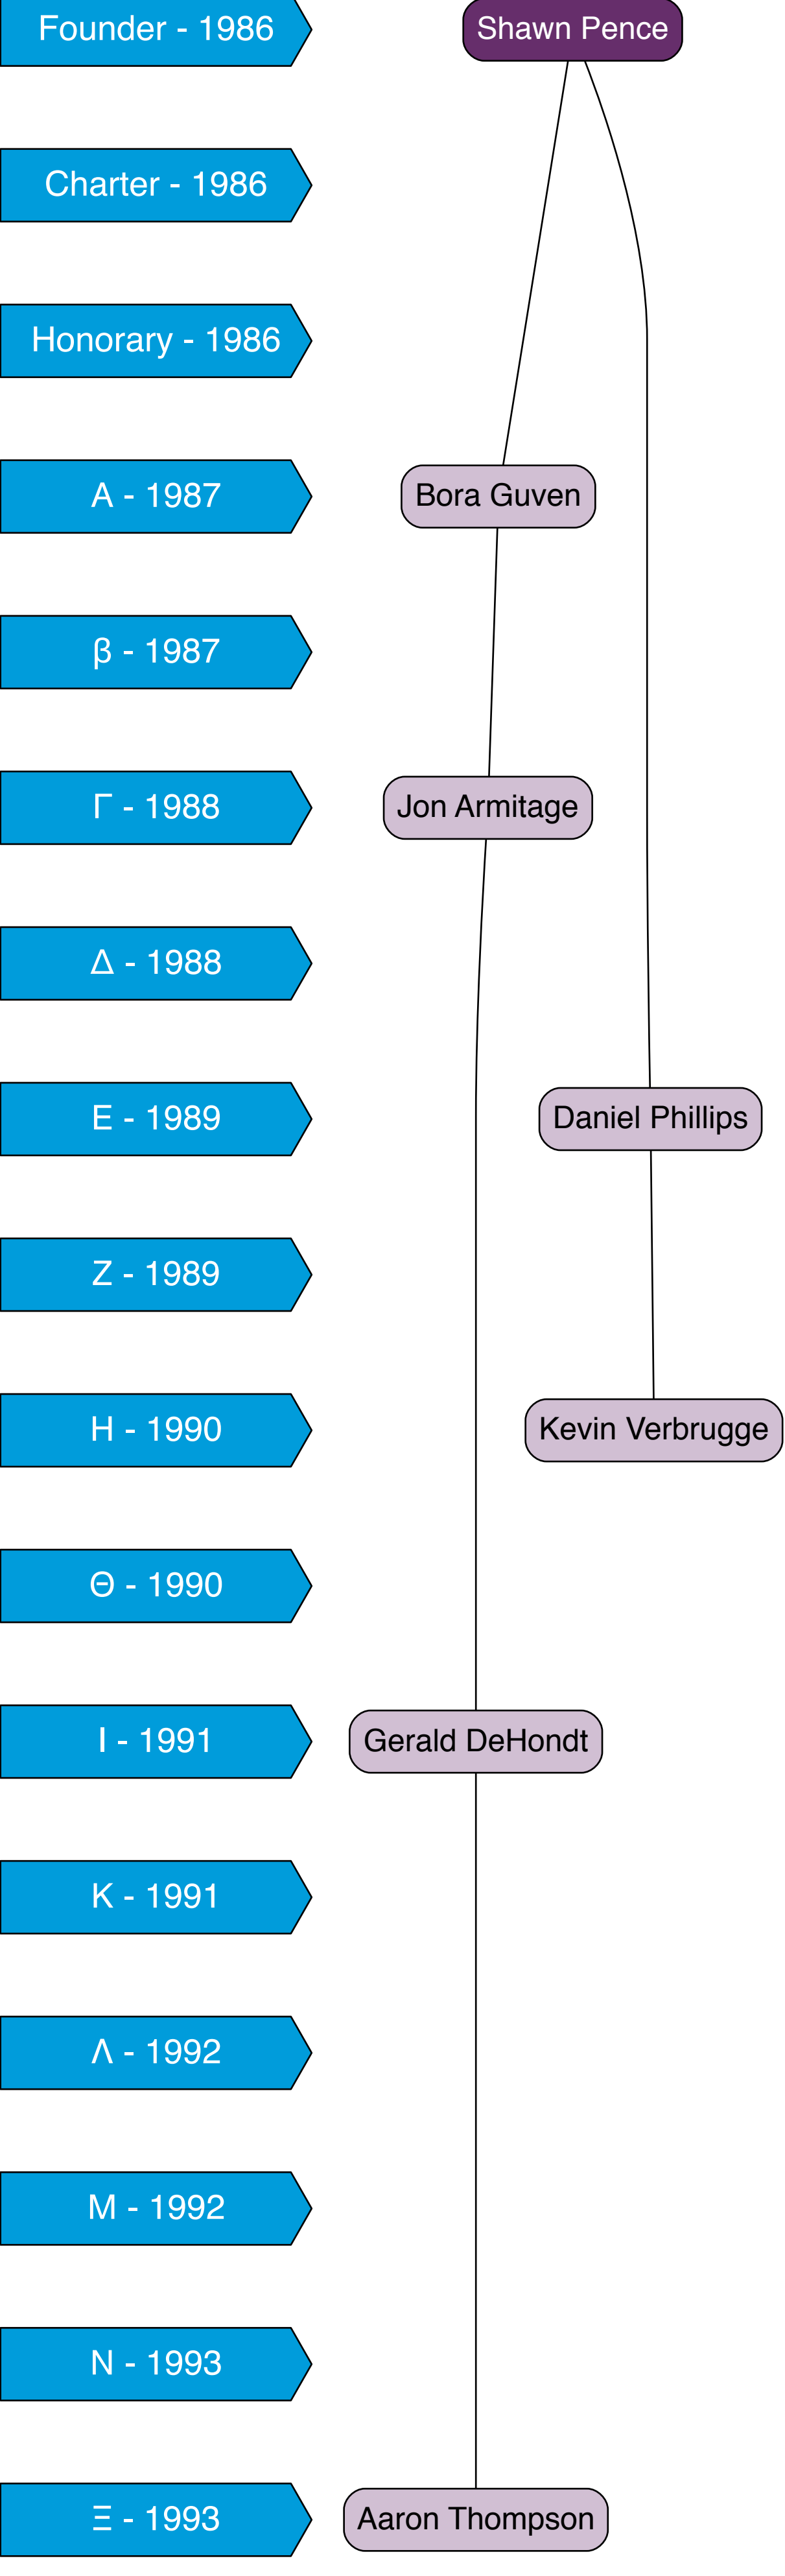 Founder - 1986
Shawn Pence
Charter - 1986
Honorary - 1986
Α - 1987
Bora Guven
β - 1987
Γ - 1988
Jon Armitage
Δ - 1988
Ε - 1989
Daniel Phillips
Ζ - 1989
Η - 1990
Kevin Verbrugge
Θ - 1990
Ι - 1991
Gerald DeHondt
Κ - 1991
Λ - 1992
Μ - 1992
Ν - 1993
Ξ - 1993
Aaron Thompson